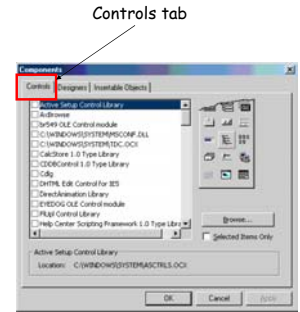 Controls tab
Components
Controls Designers Insertable Objects
Active Setup Control Library
AxBrowse
br549 OLE Control module
C:\WINDOWS\SYSTEM\MSCONF.DLL
C:\WINDOWS\SYSTEM\TDC.OCX
CalcStore 1.0 Type Library
CDDBControl 1.0 Type Library
Cdlg
DHTML Edit Control for IE5
DirectAnimation Library
EYEDOG OLE Control module
FlUpl Control Library
Help Center Scripting Framework 1.0 Type Libra
Browse...
Selected Items Only
Active Setup Control Library
Location: C:\WINDOWS\SYSTEM\ASCTRLS.OCX
OK Cancel Apply